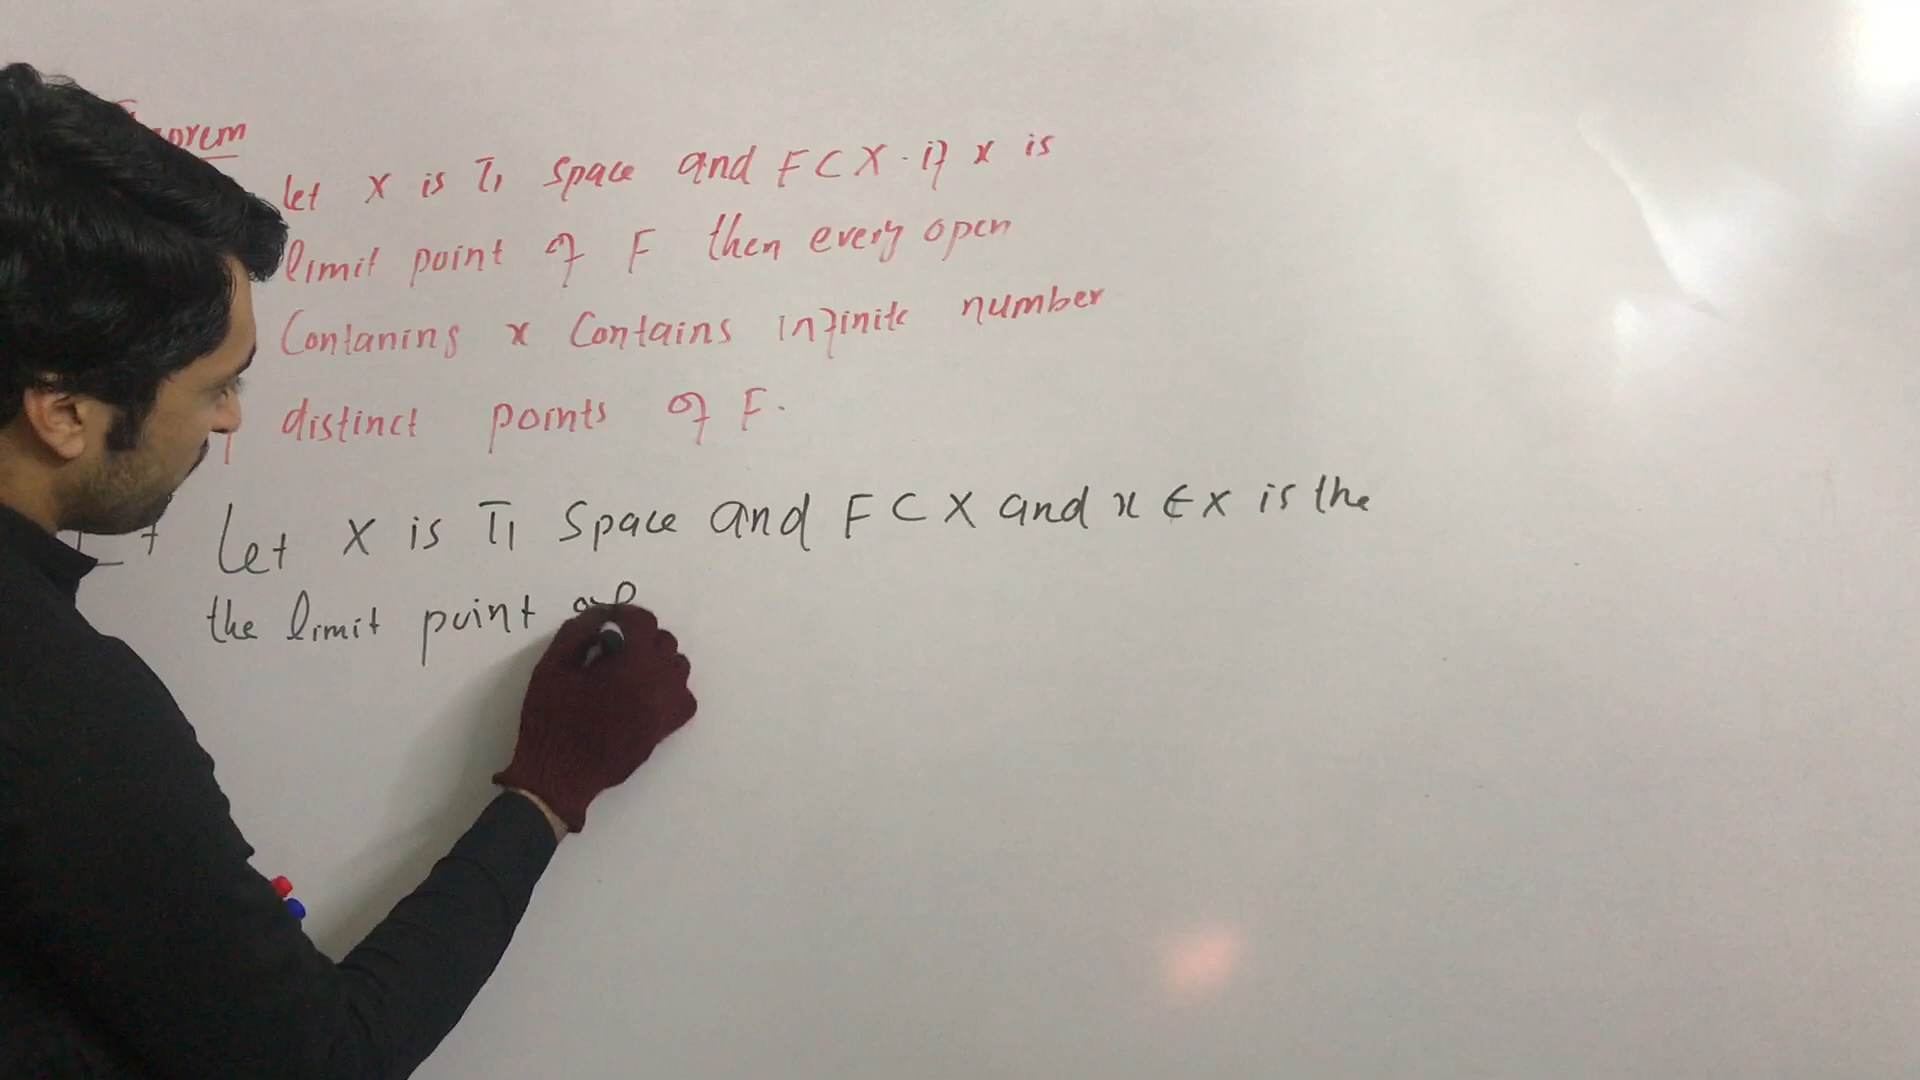 let X is T1 Space and F ⊂ X. if x is
limit point of F then every open
Contanins x Contains infinite number
distinct points of F.
Let X is T1 Space and F ⊂ X and x ∈ X is the
the limit point of